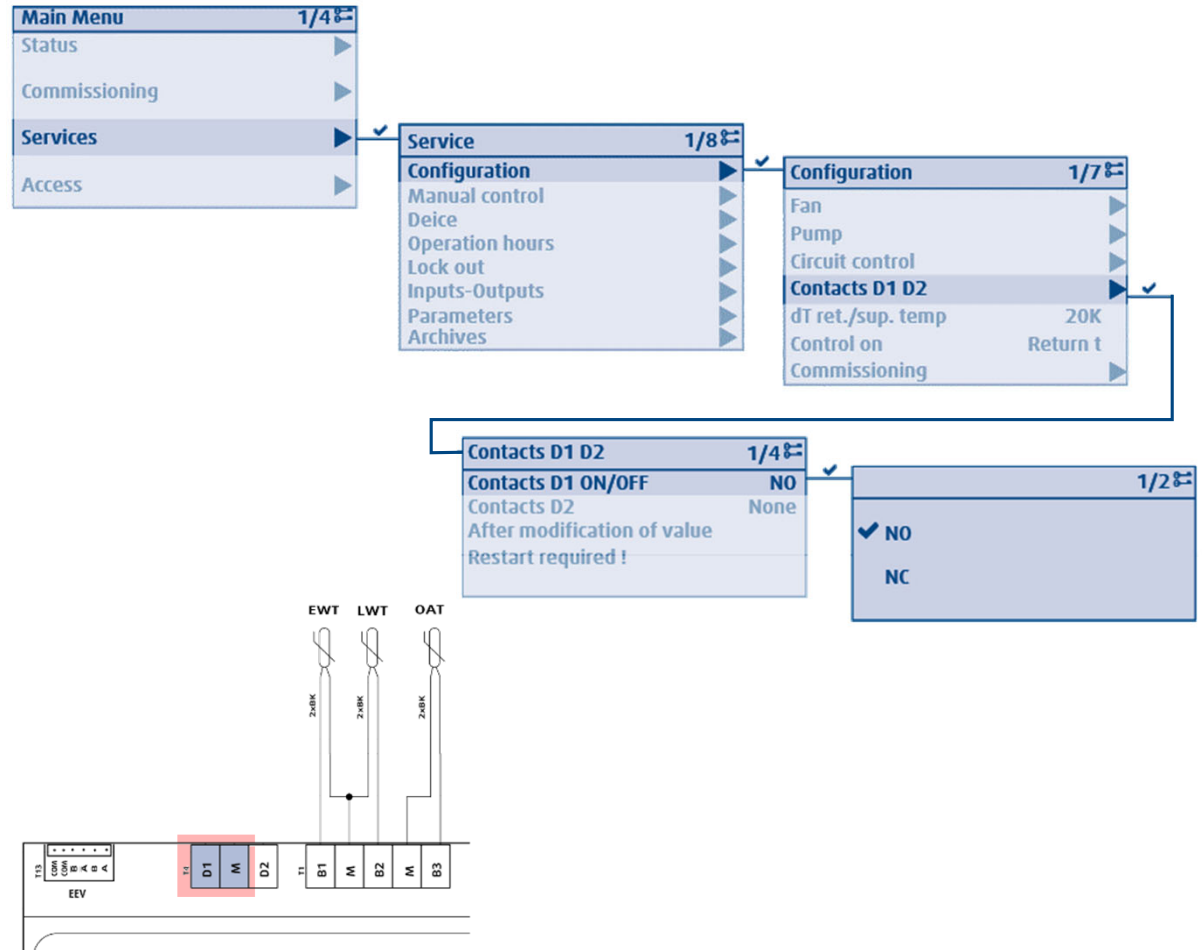 Main Menu 1/4
Status
Commissioning
Services
Access
Service 1/8
Configuration
Manual control
Deice
Operation hours
Lock out
Inputs-Outputs
Parameters
Archives
Configuration 1/7
Fan
Pump
Circuit control
Contacts D1 D2
dT ret./sup. temp 20K
Control on Return t
Commissioning
Contacts D1 D2 1/4
Contacts D1 ON/OFF NO
Contacts D2 None
After modification of value
Restart required !
1/2
NO
NC
EWT LWT OAT
2xBK 2xBK 2xBK
T13 COM COM B A B A
EEV
T4 D1 M D2
T1 B1 M B2 M B3